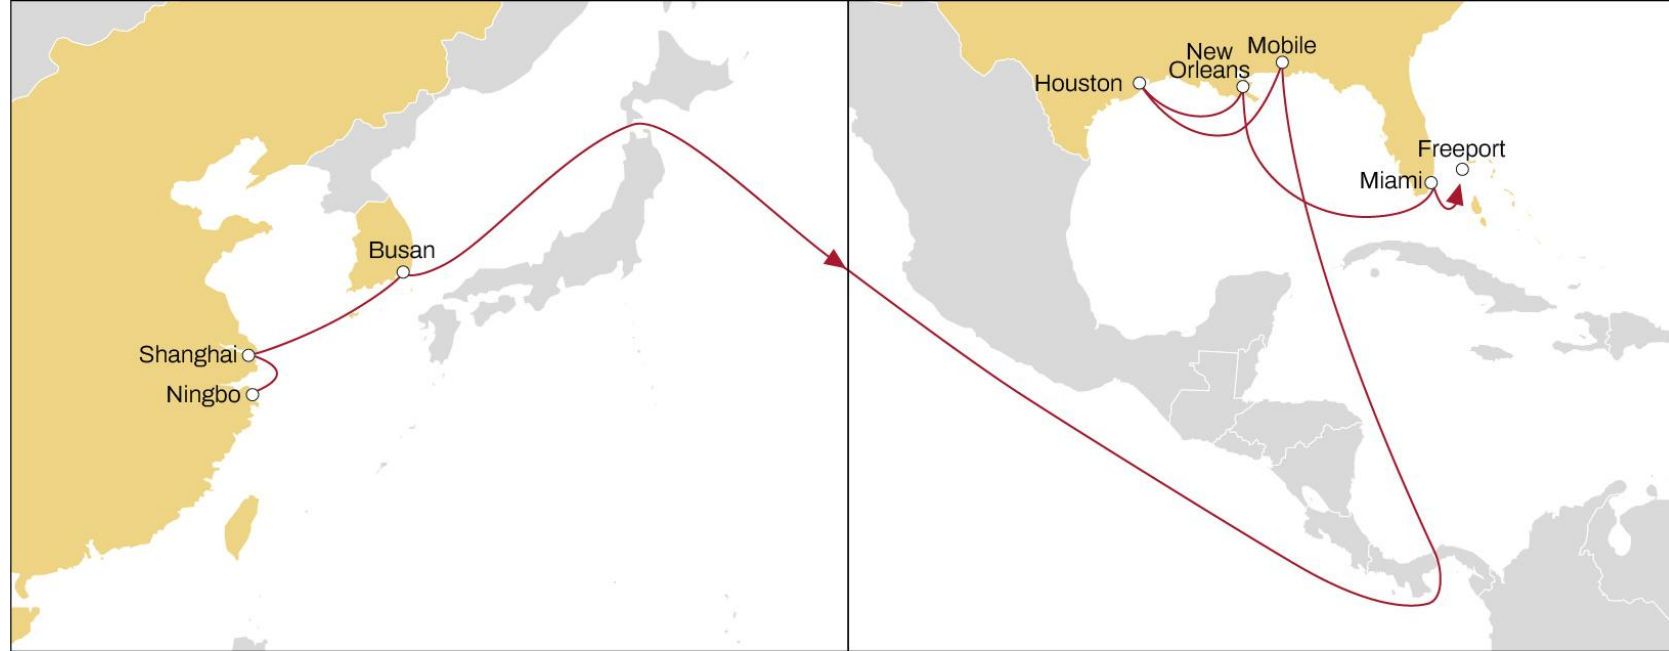 Busan
Shanghai
Ningbo
New
Orleans
Mobile
Houston
Freeport
Miami